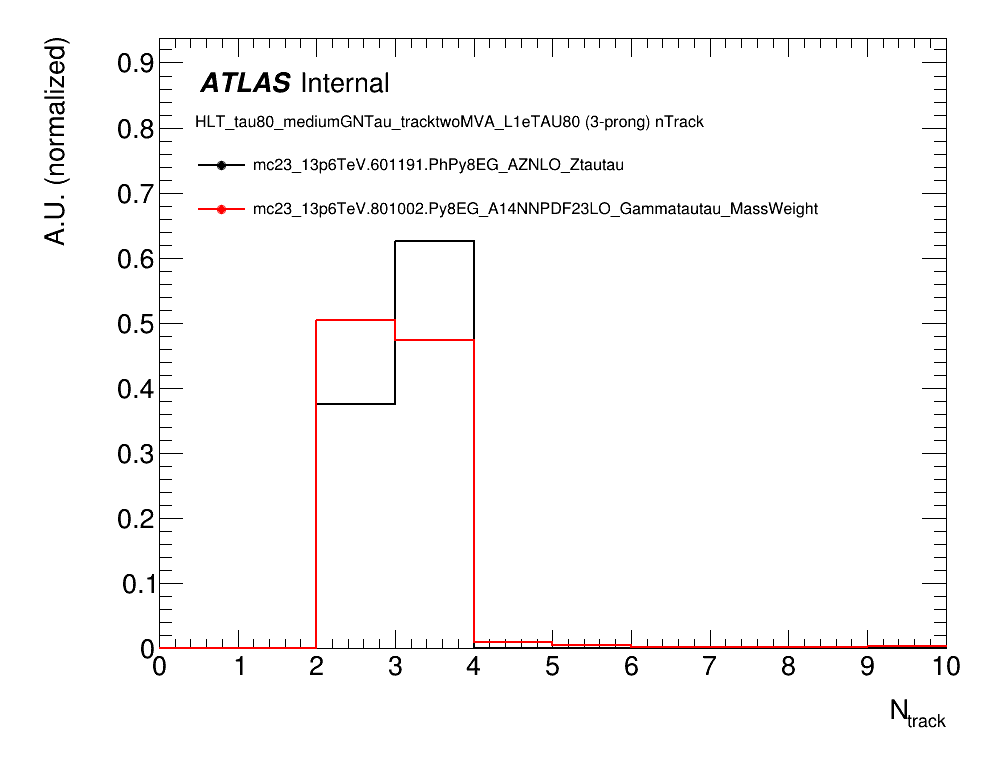 A.U. (normalized)
ATLAS Internal
HLT_tau80_mediumGNTau_tracktwoMVA_L1eTAU80 (3-prong) nTrack
mc23_13p6TeV.601191.PhPy8EG_AZNLO_Ztautau
mc23_13p6TeV.801002.Py8EG_A14NNPDF23LO_Gammatautau_MassWeight
0.9
0.8
0.7
0.6
0.5
0.4
0.3
0.2
0.1
0
0 1 2 3 4 5 6 7 8 9 10
N_track